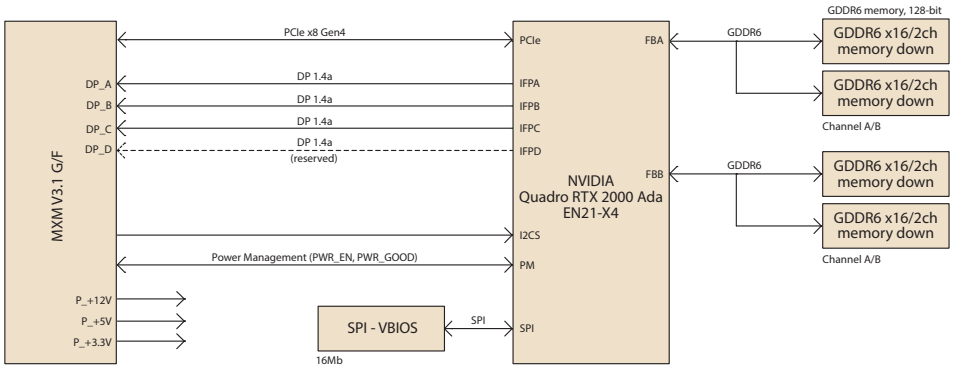 GDDR6 memory, 128-bit
PCIe x8 Gen4
PCIe
FBA
GDDR6
GDDR6 x16/2ch
memory down
DP_A
DP 1.4a
IFPA
GDDR6 x16/2ch
memory down
DP_B
DP 1.4a
IFPB
DP_C
DP 1.4a
IFPC
Channel A/B
DP_D
DP 1.4a
(reserved)
IFPD
MXM V3.1 G/F
NVIDIA
Quadro RTX 2000 Ada
EN21-X4
FBB
GDDR6
GDDR6 x16/2ch
memory down
GDDR6 x16/2ch
memory down
Channel A/B
I2CS
Power Management (PWR_EN, PWR_GOOD)
PM
P_+12V
P_+5V
P_+3.3V
SPI - VBIOS
SPI
SPI
16Mb